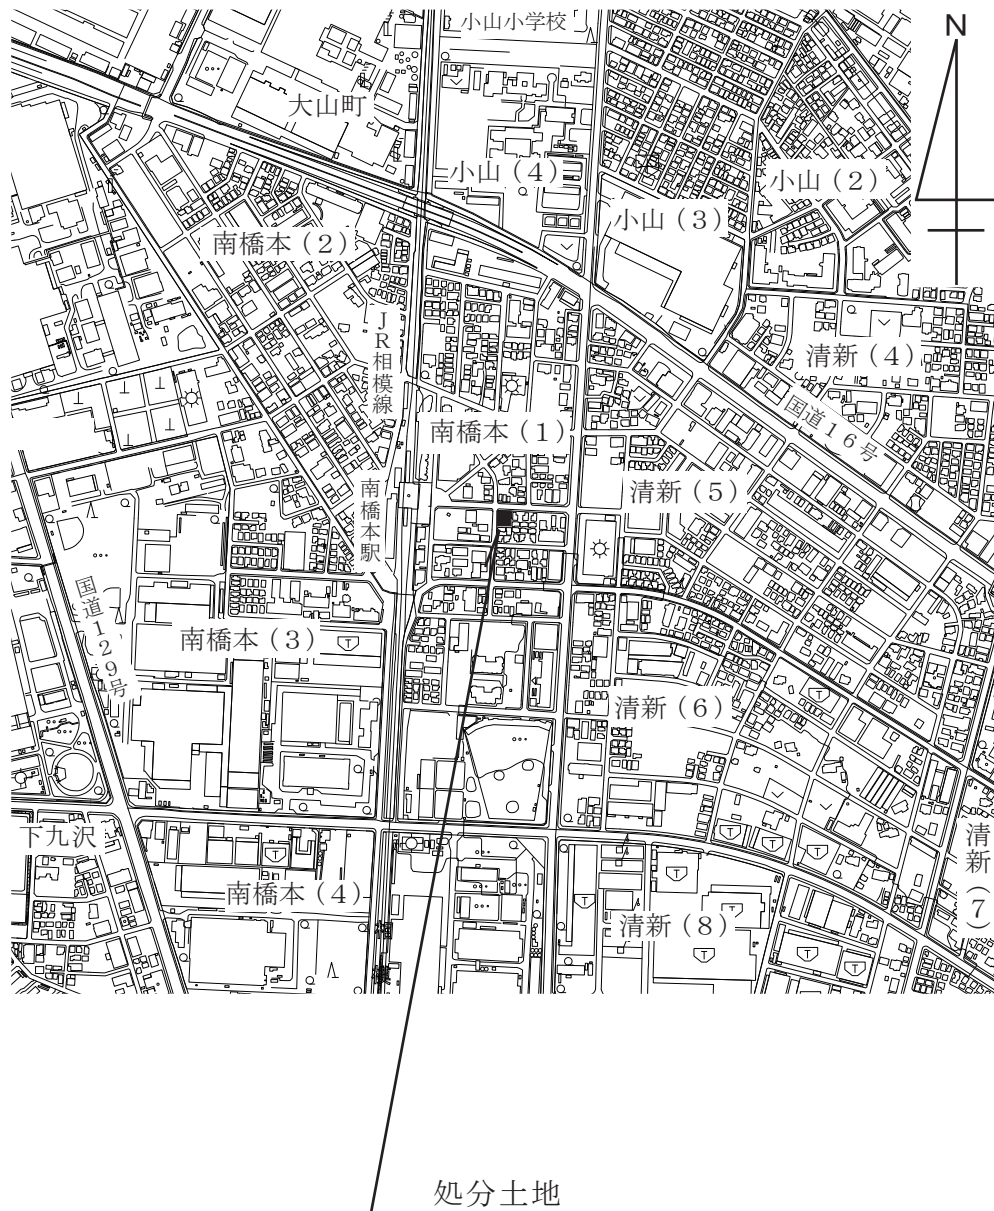 小山小学校
N
大山町
小山（4）
小山（2）
小山（3）
南橋本（2）
JR相模線
清新（4）
国道16号
南橋本（1）
清新（5）
南橋本駅
国道129号
南橋本（3）
清新（6）
下九沢
清新（7）
南橋本（4）
清新（8）
処分土地